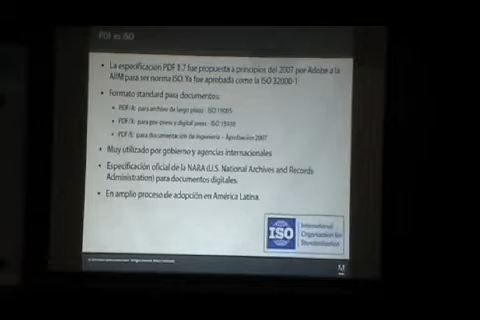 PDF es ISO
• La especificación PDF 1.7 fue propuesta a principios del 2007 por Adobe a la
AIIM para ser norma ISO. Ya fue aprobada como la ISO 32000-1
• Formato standard para documentos:
• PDF/A: para archivo de largo plazo - ISO 19005
• PDF/X: para pre-press y digital press - ISO 15930
• PDF/E: para documentación de ingeniería - Aprobación 2007
• Muy utilizado por gobierno y agencias internacionales
• Especificación oficial de la NARA (U.S. National Archives and Records
Administration) para documentos digitales.
• En amplio proceso de adopción en América Latina.
ISO
International
Organization for
Standardization